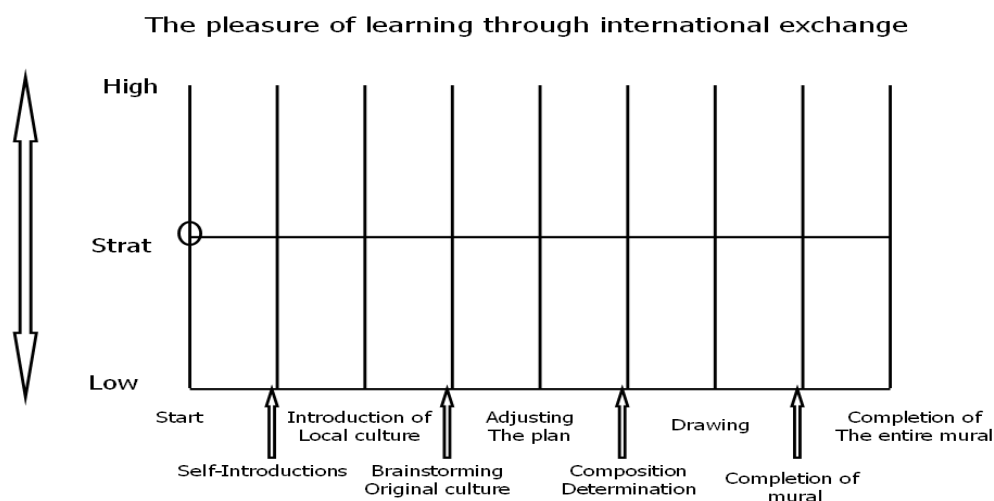 The pleasure of learning through international exchange
High
Strat
Low
Start
Self-Introductions
Introduction of
Local culture
Brainstorming
Original culture
Adjusting
The plan
Composition
Determination
Drawing
Completion of
mural
Completion of
The entire mural